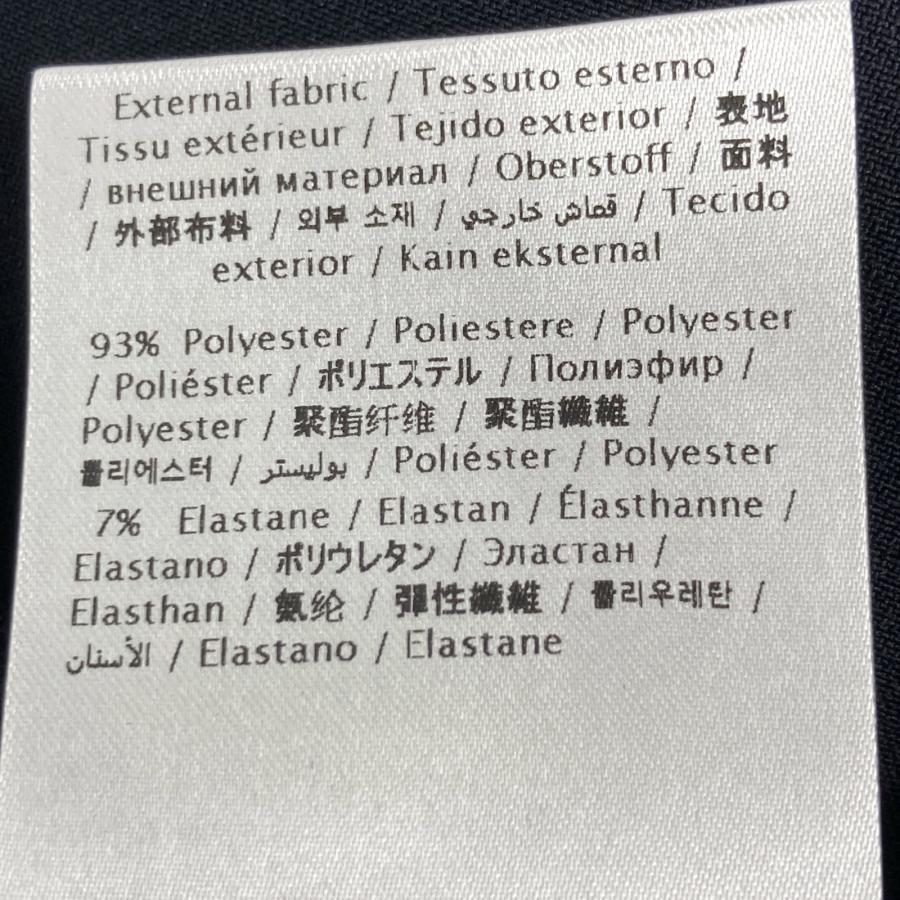 External fabric / Tessuto esterno /
Tissu extérieur / Tejido exterior / 表地
/ внешний материал / Oberstoff / 面料
/ 外部布料 / 외부 소재 / قماش خارجي / Tecido
exterior / Kain eksternal
93% Polyester / Poliestere / Polyester
/ Poliéster / ポリエステル / Полиэфир /
Polyester / 聚酯纤维 / 聚酯纖維 /
폴리에스터 / بوليستر / Poliéster / Polyester
7% Elastane / Elastan / Élasthanne /
Elastano / ポリウレタン / Эластан /
Elasthan / 氨纶 / 彈性纖維 / 폴리우레탄 /
الأسنان / Elastano / Elastane